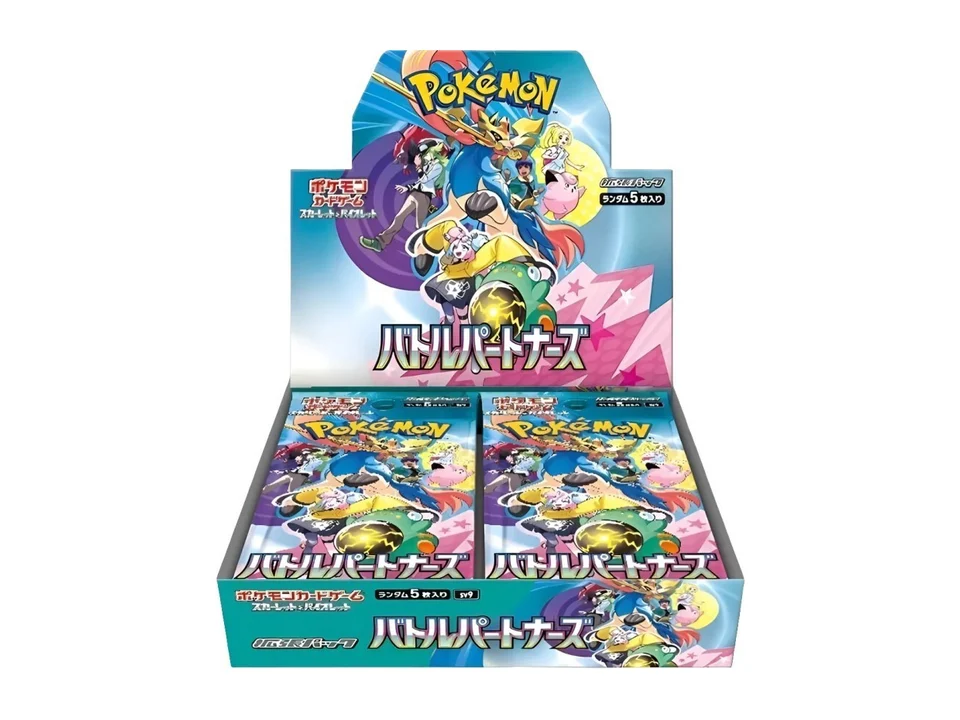 POKéMON
ポケモン
カードゲーム
スカーレット&バイオレット
拡張パック
ランダム5枚入り
バトルパートナーズ
POKéMON
バトルパートナーズ
POKéMON
バトルパートナーズ
ポケモンカードゲーム
スカーレット&バイオレット
ランダム5枚入り
sv9
拡張パック
バトルパートナーズ